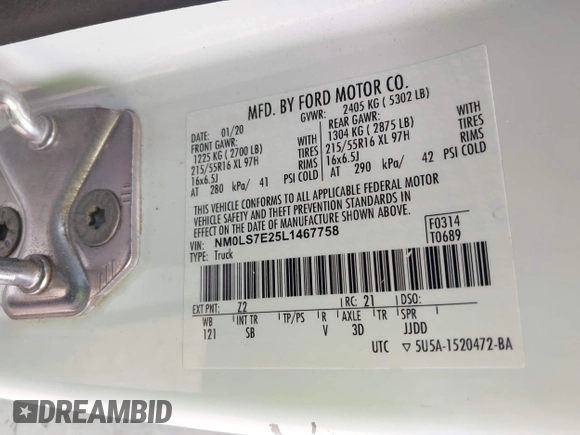 MFD. BY FORD MOTOR CO.
DATE: 01/20 GVWR: 2405 KG ( 5302 LB)
FRONT GAWR: REAR GAWR:
1225 KG ( 2700 LB) WITH 1304 KG ( 2875 LB) WITH
215/55R16 XL 97H TIRES 215/55R16 XL 97H TIRES
16x6.5J RIMS 16x6.5J RIMS
AT 280 kPa/ 41 PSI COLD AT 290 kPa/ 42 PSI COLD
THIS VEHICLE CONFORMS TO ALL APPLICABLE FEDERAL MOTOR
VEHICLE SAFETY AND THEFT PREVENTION STANDARDS IN
EFFECT ON THE DATE OF MANUFACTURE SHOWN ABOVE.
VIN: NM0LS7E25L1467758 F0314
TYPE: Truck T0689
EXT PNT: Z2 RC: 21 DSO:
WB INT TR TP/PS R AXLE TR SPR
121 SB V 3D JJDD
UTC ▽ 5U5A-1520472-BA
DREAMBID